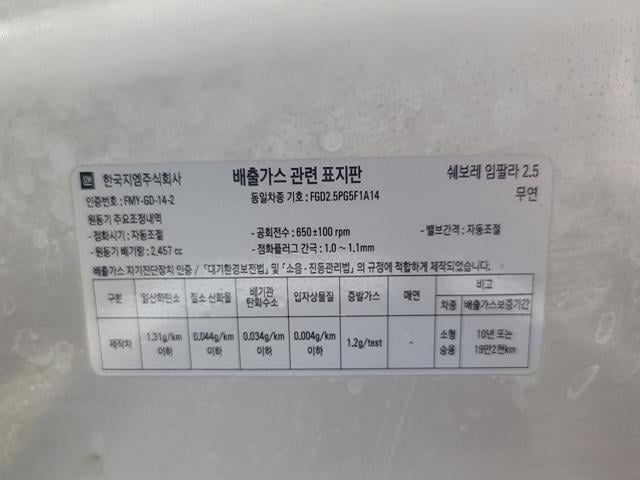 GM 한국지엠주식회사 배출가스 관련 표지판 쉐보레 임팔라 2.5
인증번호 : FMY-GD-14-2 동일차종 기호 : FGD2.5PG5F1A14 무연
원동기 주요조정내역
- 점화시기 : 자동조절 - 공회전수 : 650±100 rpm - 밸브간격 : 자동조절
- 원동기 배기량 : 2,457 cc - 점화플러그 간극 : 1.0 ~ 1.1mm
배출가스 자기진단장치 인증 / 「대기환경보전법」 및 「소음ㆍ진동관리법」의 규정에 적합하게 제작되었습니다.
구분 일산화탄소 질소 산화물 배기관 탄화수소 입자상물질 증발가스 매연 비고
차종 배출가스보증기간
제작차 1.31g/km 이하 0.044g/km 이하 0.034g/km 이하 0.004g/km 이하 1.2g/test - 소형 승용 10년 또는 19만2천km